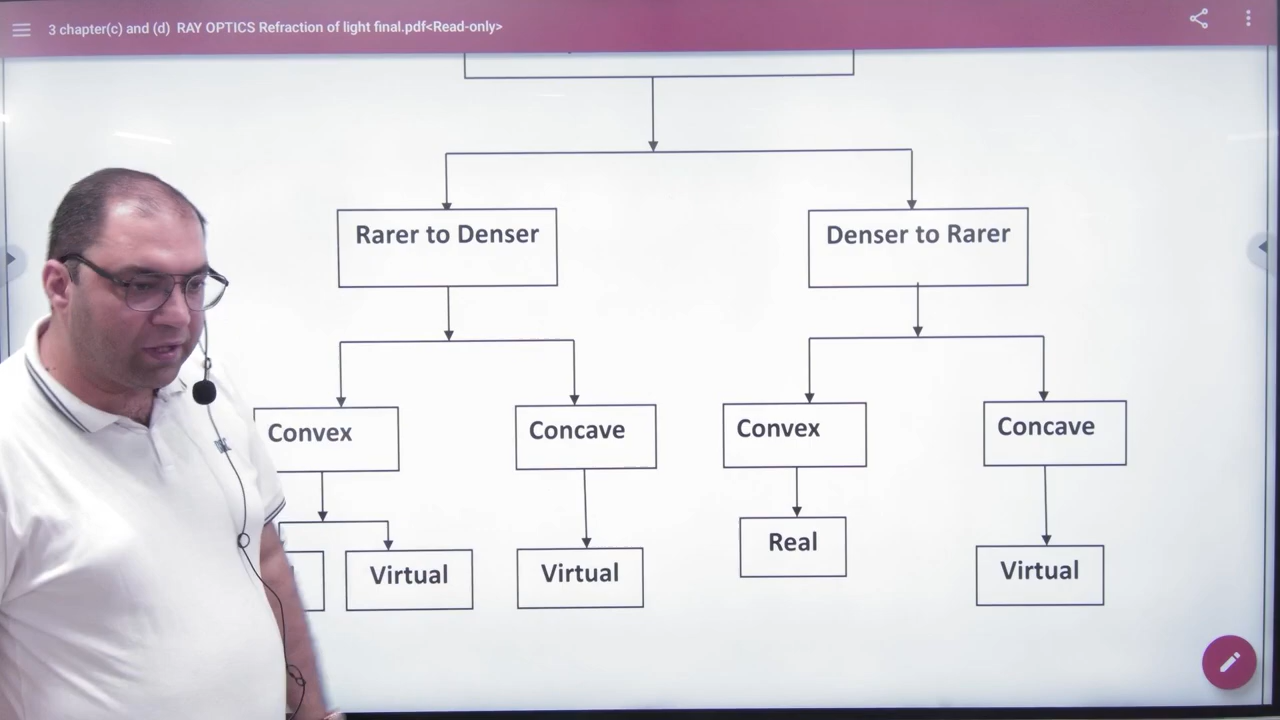 3 chapter(c) and (d) RAY OPTICS Refraction of light final.pdf<Read-only>
Rarer to Denser
Denser to Rarer
Convex
Concave
Convex
Concave
Real
Virtual
Virtual
Virtual